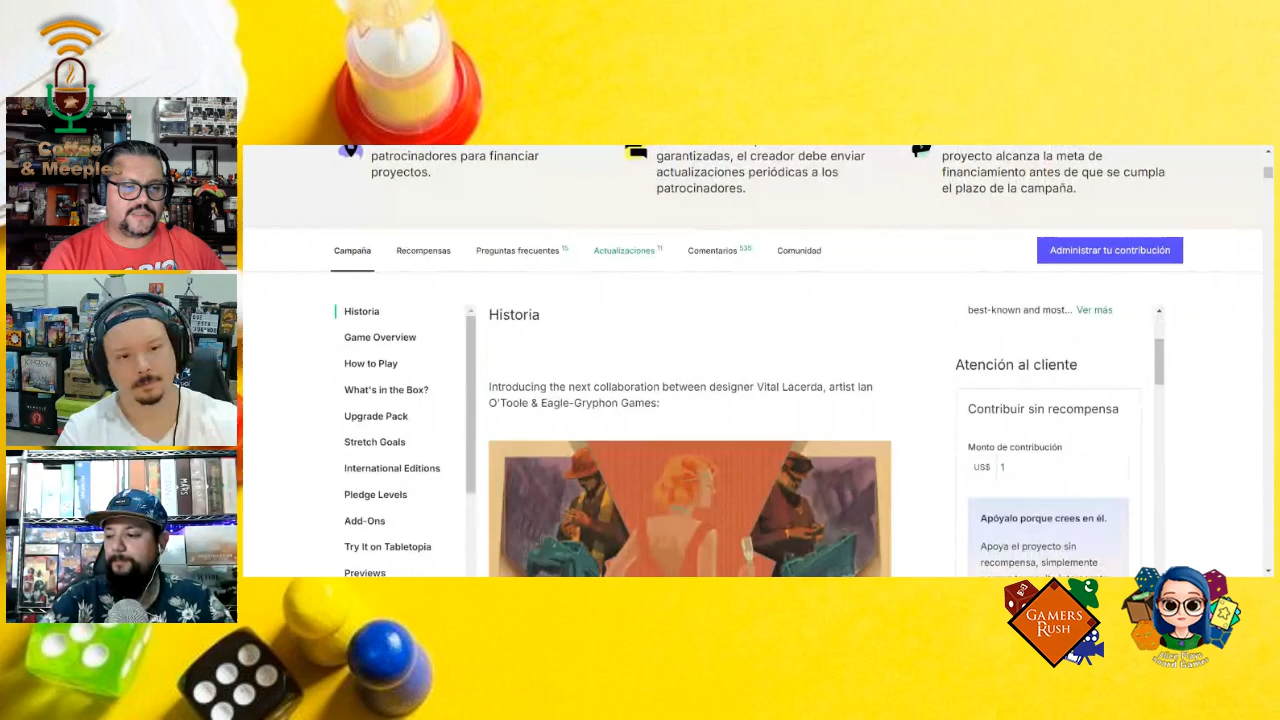 Coffee
& Meeples
patrocinadores para financiar
proyectos.
garantizadas, el creador debe enviar
actualizaciones periódicas a los
patrocinadores.
proyecto alcanza la meta de
financiamiento antes de que se cumpla
el plazo de la campaña.
Campaña
Recompensas
Preguntas frecuentes 15
Actualizaciones 11
Comentarios 535
Comunidad
Administrar tu contribución
Historia
Game Overview
How to Play
What's in the Box?
Upgrade Pack
Stretch Goals
International Editions
Pledge Levels
Add-Ons
Try It on Tabletopia
Previews
Historia
Introducing the next collaboration between designer Vital Lacerda, artist Ian
O'Toole & Eagle-Gryphon Games:
best-known and most... Ver más
Atención al cliente
Contribuir sin recompensa
Monto de contribución
US$ 1
Apóyalo porque crees en él.
Apoya el proyecto sin
recompensa, simplemente
KINGDOM
MARS
GAMERS
RUSH
Board Games